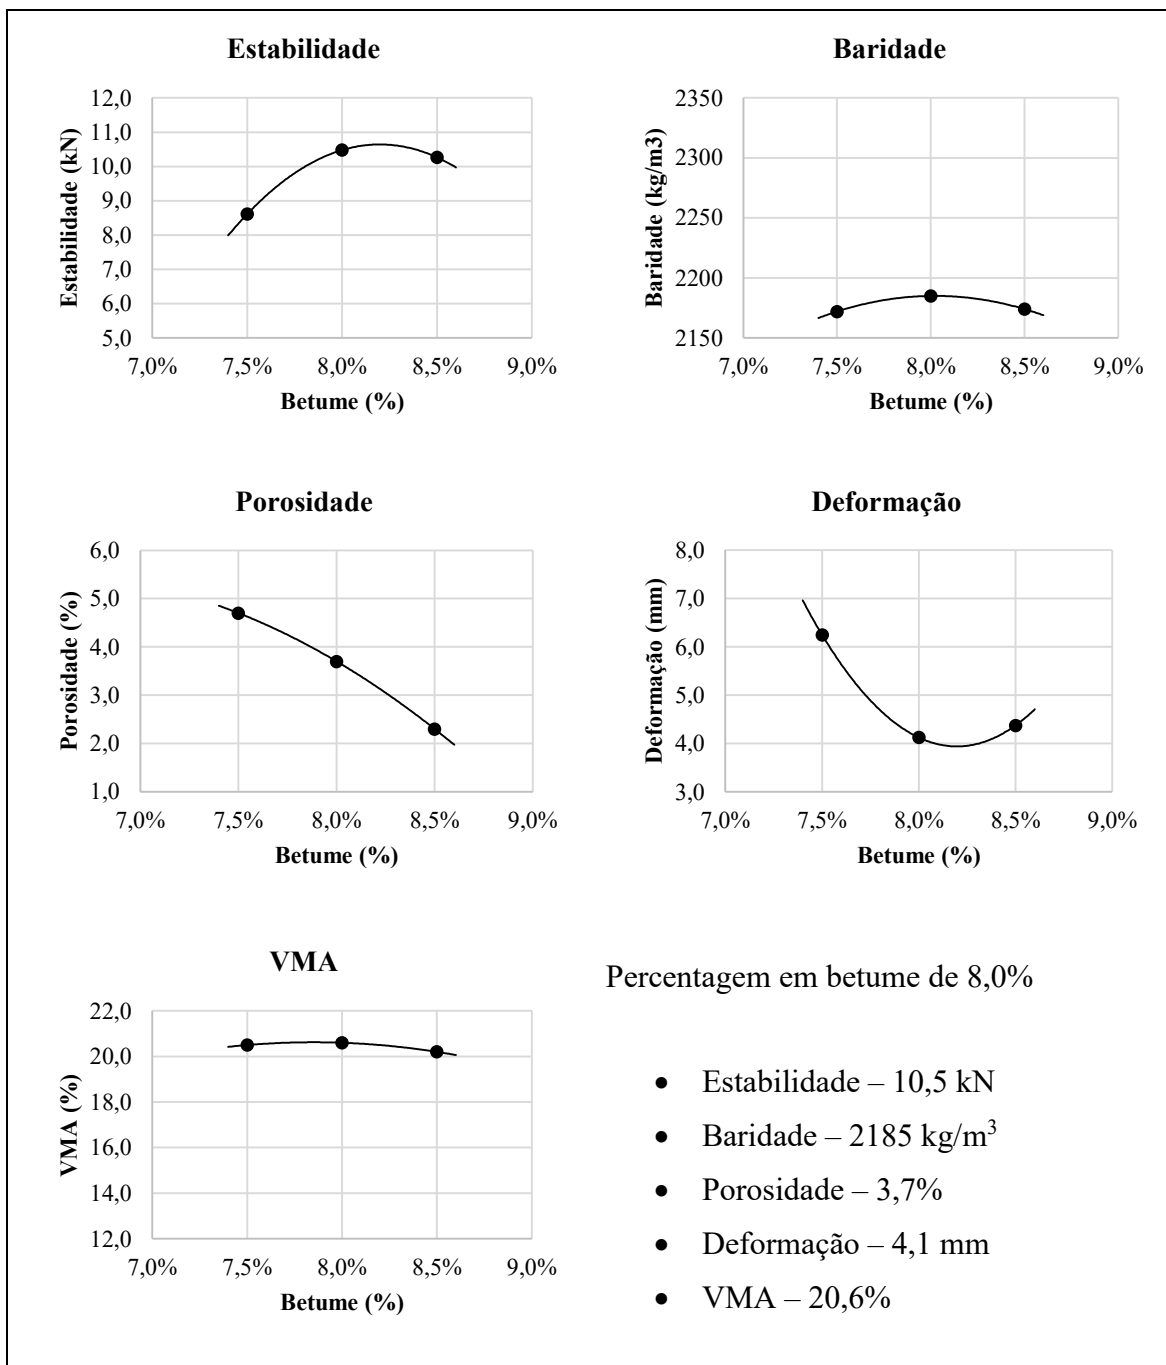 Estabilidade
12,0
11,0
10,0
9,0
8,0
7,0
6,0
5,0
Estabilidade (kN)
7,0% 7,5% 8,0% 8,5% 9,0%
Betume (%)
Baridade
2350
2300
2250
2200
2150
Baridade (kg/m3)
7,0% 7,5% 8,0% 8,5% 9,0%
Betume (%)
Porosidade
6,0
5,0
4,0
3,0
2,0
1,0
Porosidade (%)
7,0% 7,5% 8,0% 8,5% 9,0%
Betume (%)
Deformação
8,0
7,0
6,0
5,0
4,0
3,0
Deformação (mm)
7,0% 7,5% 8,0% 8,5% 9,0%
Betume (%)
VMA
22,0
20,0
18,0
16,0
14,0
12,0
VMA (%)
7,0% 7,5% 8,0% 8,5% 9,0%
Betume (%)
Percentagem em betume de 8,0%
• Estabilidade – 10,5 kN
• Baridade – 2185 kg/m³
• Porosidade – 3,7%
• Deformação – 4,1 mm
• VMA – 20,6%